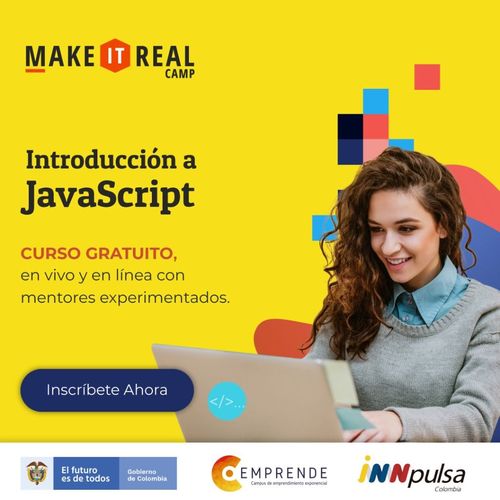 MAKE IT REAL
CAMP
Introducción a
JavaScript
CURSO GRATUITO,
en vivo y en línea con
mentores experimentados.
Inscríbete Ahora
</>...
El futuro
es de todos
Gobierno
de Colombia
CEMPRENDE
Campus de emprendimiento exponencial
iNNpulsa
Colombia